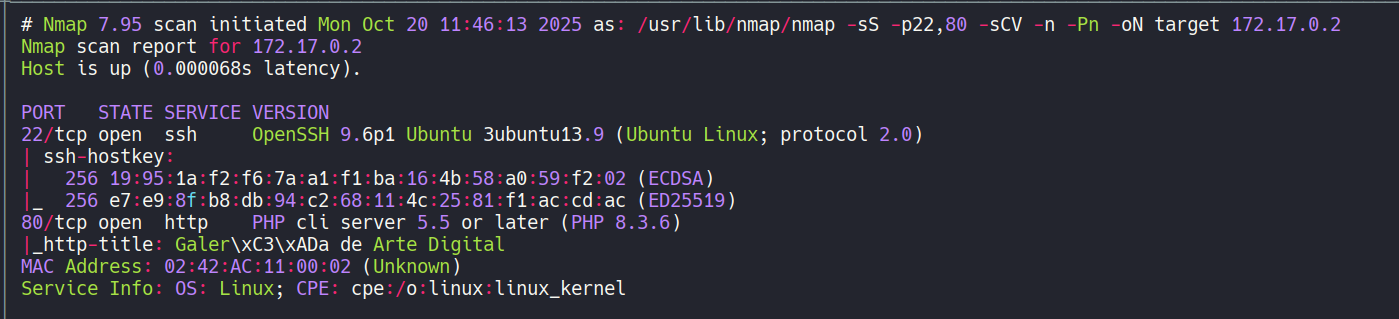 # Nmap 7.95 scan initiated Mon Oct 20 11:46:13 2025 as: /usr/lib/nmap/nmap -sS -p22,80 -sCV -n -Pn -oN target 172.17.0.2
Nmap scan report for 172.17.0.2
Host is up (0.000068s latency).
PORT   STATE SERVICE VERSION
22/tcp open  ssh     OpenSSH 9.6p1 Ubuntu 3ubuntu13.9 (Ubuntu Linux; protocol 2.0)
| ssh-hostkey:
|   256 19:95:1a:f2:f6:7a:a1:f1:ba:16:4b:58:a0:59:f2:02 (ECDSA)
|_  256 e7:e9:8f:b8:db:94:c2:68:11:4c:25:81:f1:ac:cd:ac (ED25519)
80/tcp open  http    PHP cli server 5.5 or later (PHP 8.3.6)
|_http-title: Galer\xC3\xADa de Arte Digital
MAC Address: 02:42:AC:11:00:02 (Unknown)
Service Info: OS: Linux; CPE: cpe:/o:linux:linux_kernel